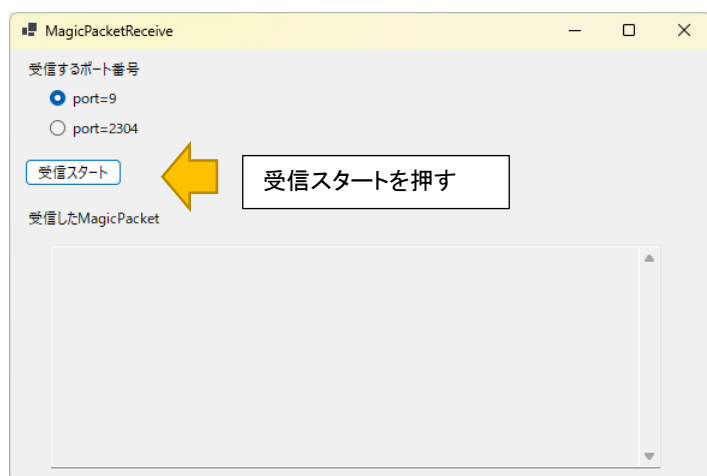 MagicPacketReceive
受信するポート番号
port=9
port=2304
受信スタート
受信スタートを押す
受信したMagicPacket